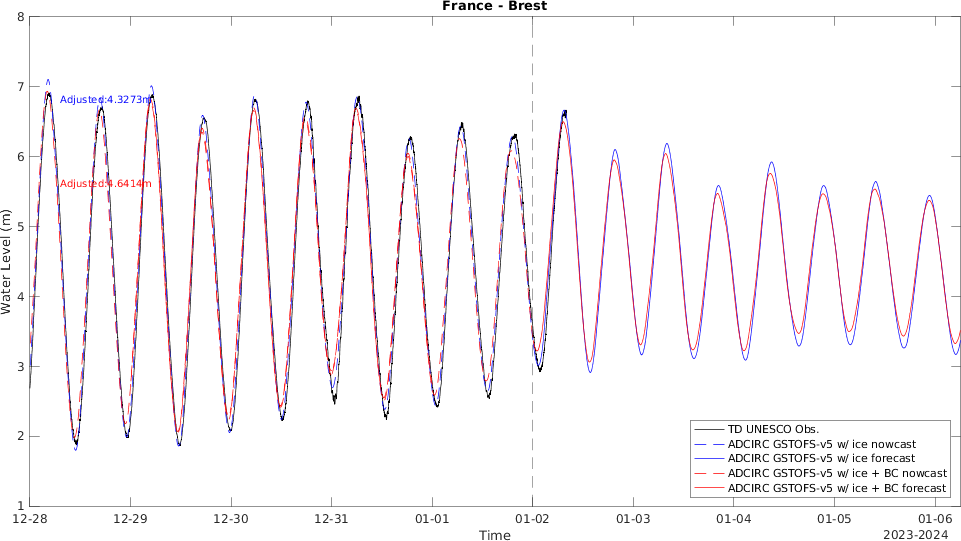 France - Brest
8
7
6
5
4
3
2
1
Water Level (m)
Adjusted:4.3273m
Adjusted:4.6414m
TD UNESCO Obs.
ADCIRC GSTOFS-v5 w/ ice nowcast
ADCIRC GSTOFS-v5 w/ ice forecast
ADCIRC GSTOFS-v5 w/ ice + BC nowcast
ADCIRC GSTOFS-v5 w/ ice + BC forecast
12-28 12-29 12-30 12-31 01-01 01-02 01-03 01-04 01-05 01-06
Time
2023-2024